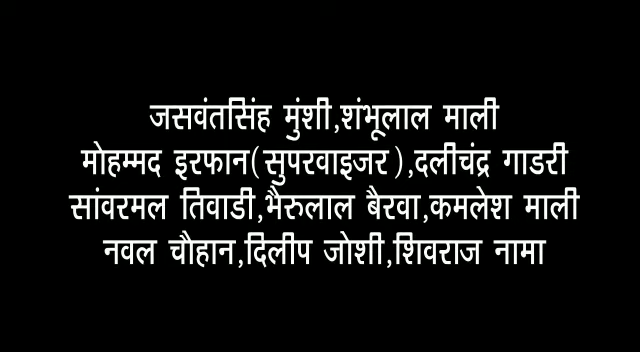 जसवंतसिंह मुंशी,शंभूलाल माली
मोहम्मद इरफान(सुपरवाइजर),दलीचंद्र गाडरी
सांवरमल तिवाडी,भैरुलाल बैरवा,कमलेश माली
नवल चौहान,दिलीप जोशी,शिवराज नामा